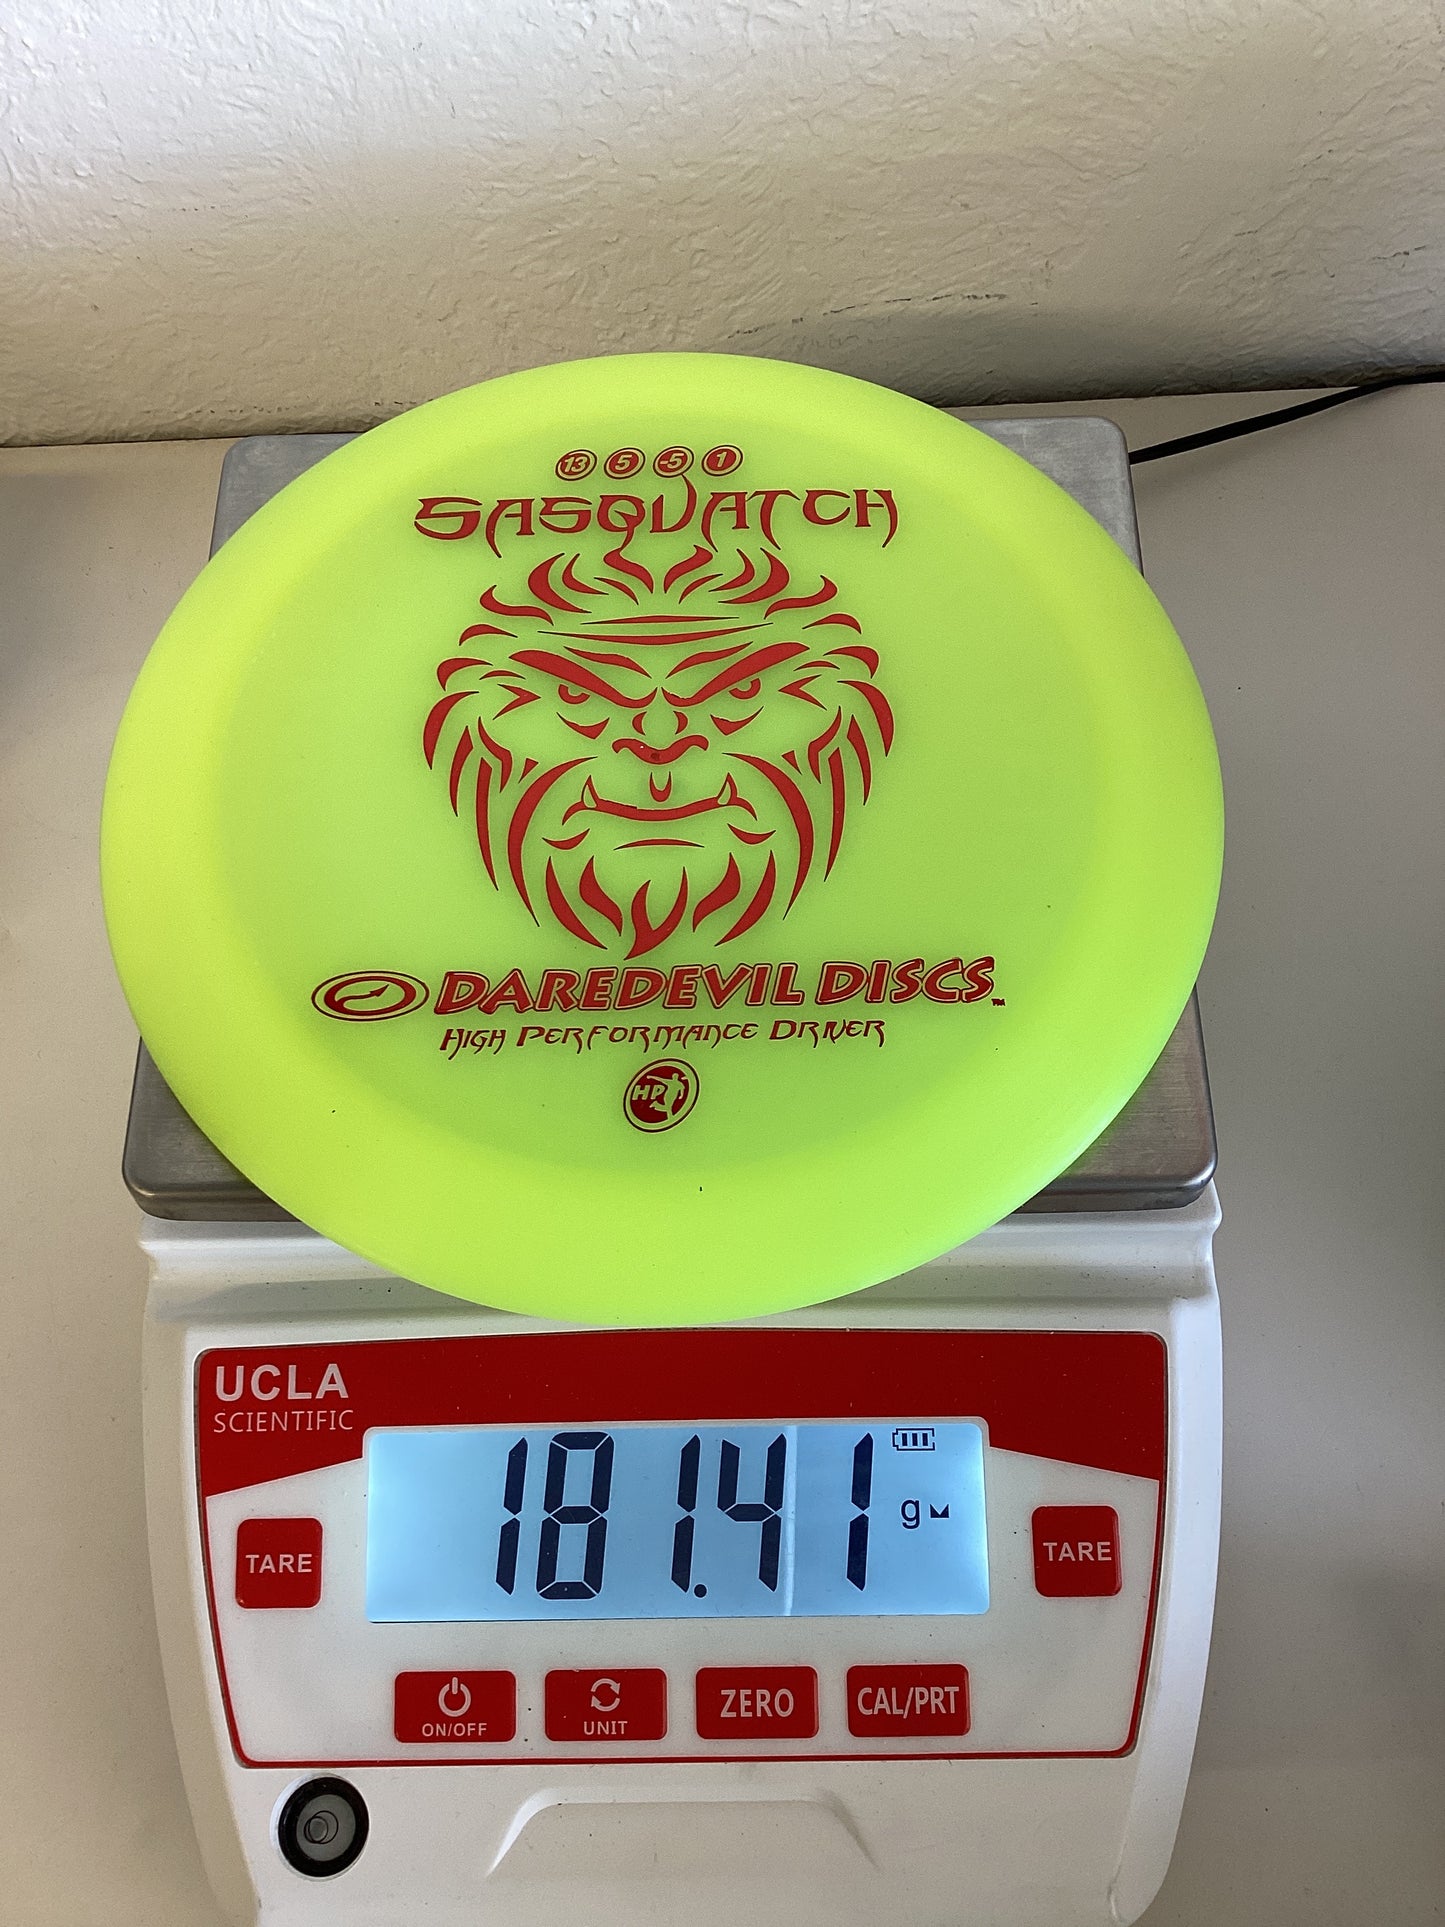 13 5 -5 1
SASQUATCH
DAREDEVIL DISCS™
HIGH PERFORMANCE DRIVER
HP
UCLA
SCIENTIFIC
181.41 g
TARE
TARE
ON/OFF
UNIT
ZERO
CAL/PRT